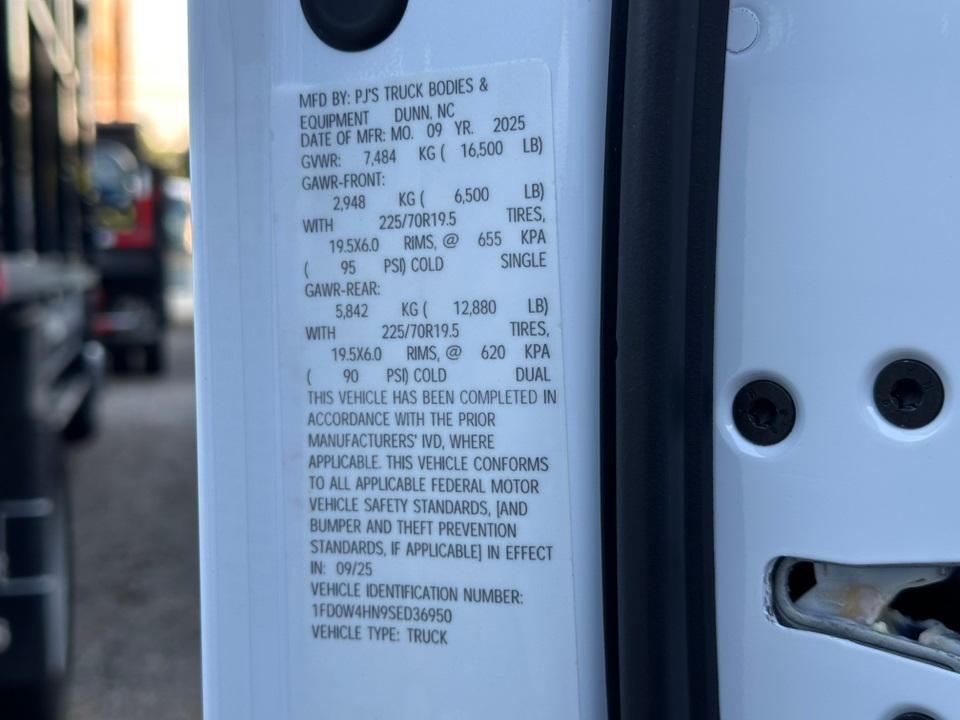 MFD BY: PJ'S TRUCK BODIES &
EQUIPMENT DUNN, NC
DATE OF MFR: MO. 09 YR. 2025
GVWR: 7,484 KG ( 16,500 LB)
GAWR-FRONT:
2,948 KG ( 6,500 LB)
WITH 225/70R19.5 TIRES,
19.5X6.0 RIMS, @ 655 KPA
( 95 PSI) COLD SINGLE
GAWR-REAR:
5,842 KG ( 12,880 LB)
WITH 225/70R19.5 TIRES,
19.5X6.0 RIMS, @ 620 KPA
( 90 PSI) COLD DUAL
THIS VEHICLE HAS BEEN COMPLETED IN
ACCORDANCE WITH THE PRIOR
MANUFACTURERS' IVD, WHERE
APPLICABLE. THIS VEHICLE CONFORMS
TO ALL APPLICABLE FEDERAL MOTOR
VEHICLE SAFETY STANDARDS, [AND
BUMPER AND THEFT PREVENTION
STANDARDS, IF APPLICABLE] IN EFFECT
IN: 09/25
VEHICLE IDENTIFICATION NUMBER:
1FD0W4HN9SED36950
VEHICLE TYPE: TRUCK